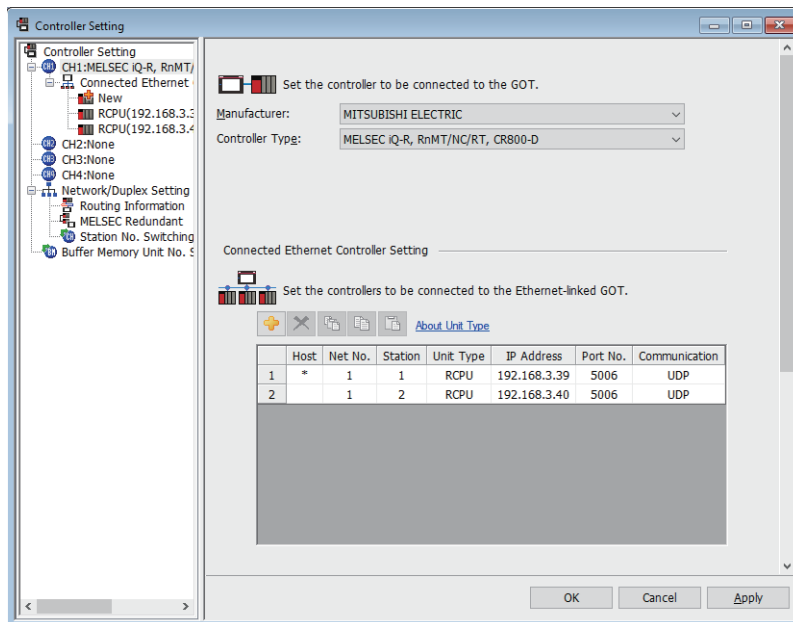 Controller Setting
Controller Setting
CH1:MELSEC iQ-R, RnMT/
Connected Ethernet
New
RCPU(192.168.3.3
RCPU(192.168.3.4
CH2:None
CH3:None
CH4:None
Network/Duplex Setting
Routing Information
MELSEC Redundant
Station No. Switching
Buffer Memory Unit No. S
Set the controller to be connected to the GOT.
Manufacturer: MITSUBISHI ELECTRIC
Controller Type: MELSEC iQ-R, RnMT/NC/RT, CR800-D
Connected Ethernet Controller Setting
Set the controllers to be connected to the Ethernet-linked GOT.
About Unit Type
Host Net No. Station Unit Type IP Address Port No. Communication
1 * 1 1 RCPU 192.168.3.39 5006 UDP
2 1 2 RCPU 192.168.3.40 5006 UDP
OK Cancel Apply